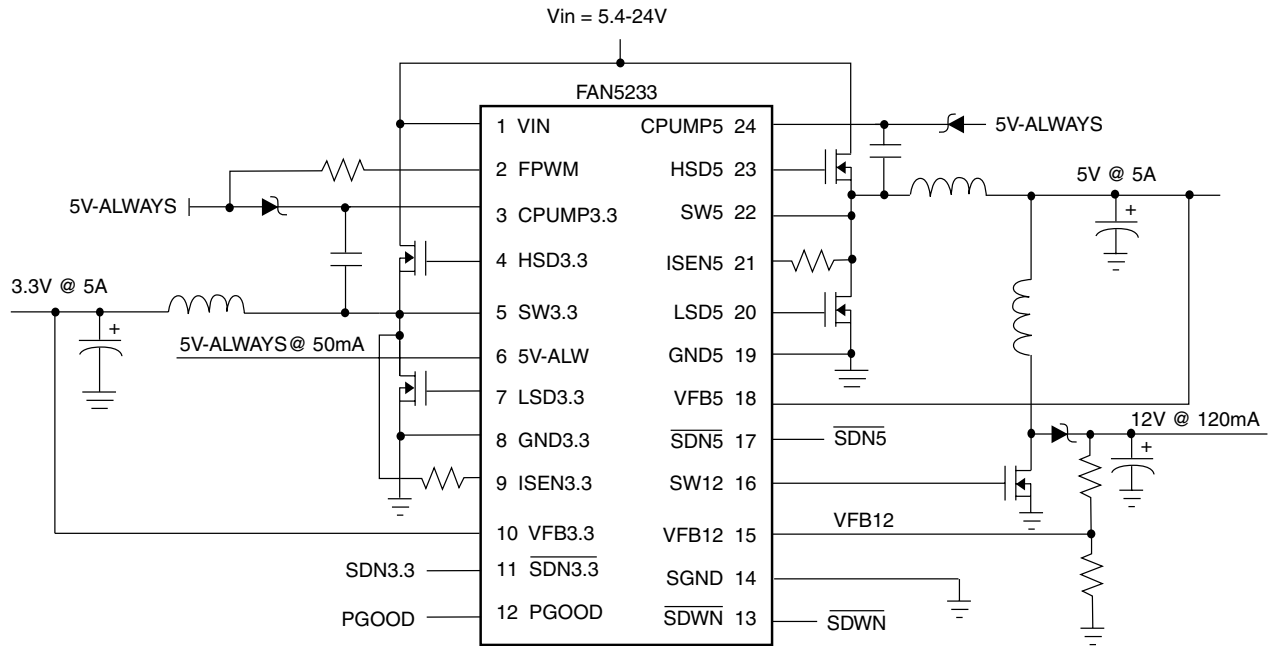 Vin = 5.4-24V
FAN5233
1 VIN
2 FPWM
5V-ALWAYS
3 CPUMP3.3
4 HSD3.3
3.3V @ 5A
5 SW3.3
5V-ALWAYS@ 50mA
6 5V-ALW
7 LSD3.3
8 GND3.3
9 ISEN3.3
10 VFB3.3
SDN3.3
11 SDN3.3
PGOOD
12 PGOOD
CPUMP5 24
5V-ALWAYS
HSD5 23
5V @ 5A
SW5 22
+
ISEN5 21
LSD5 20
GND5 19
VFB5 18
12V @ 120mA
SDN5 17
SDN5
+
SW12 16
VFB12
VFB12 15
SGND 14
SDWN 13
SDWN
+